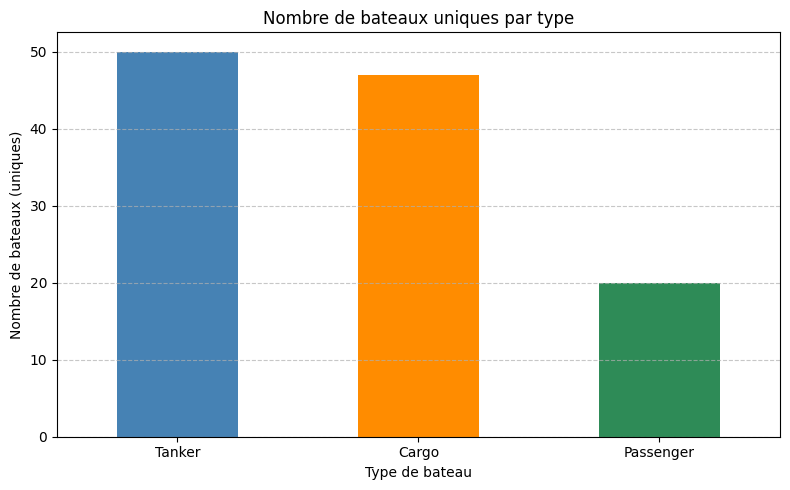 Nombre de bateaux uniques par type
Nombre de bateaux (uniques)
50
40
30
20
10
0
Tanker
Cargo
Passenger
Type de bateau